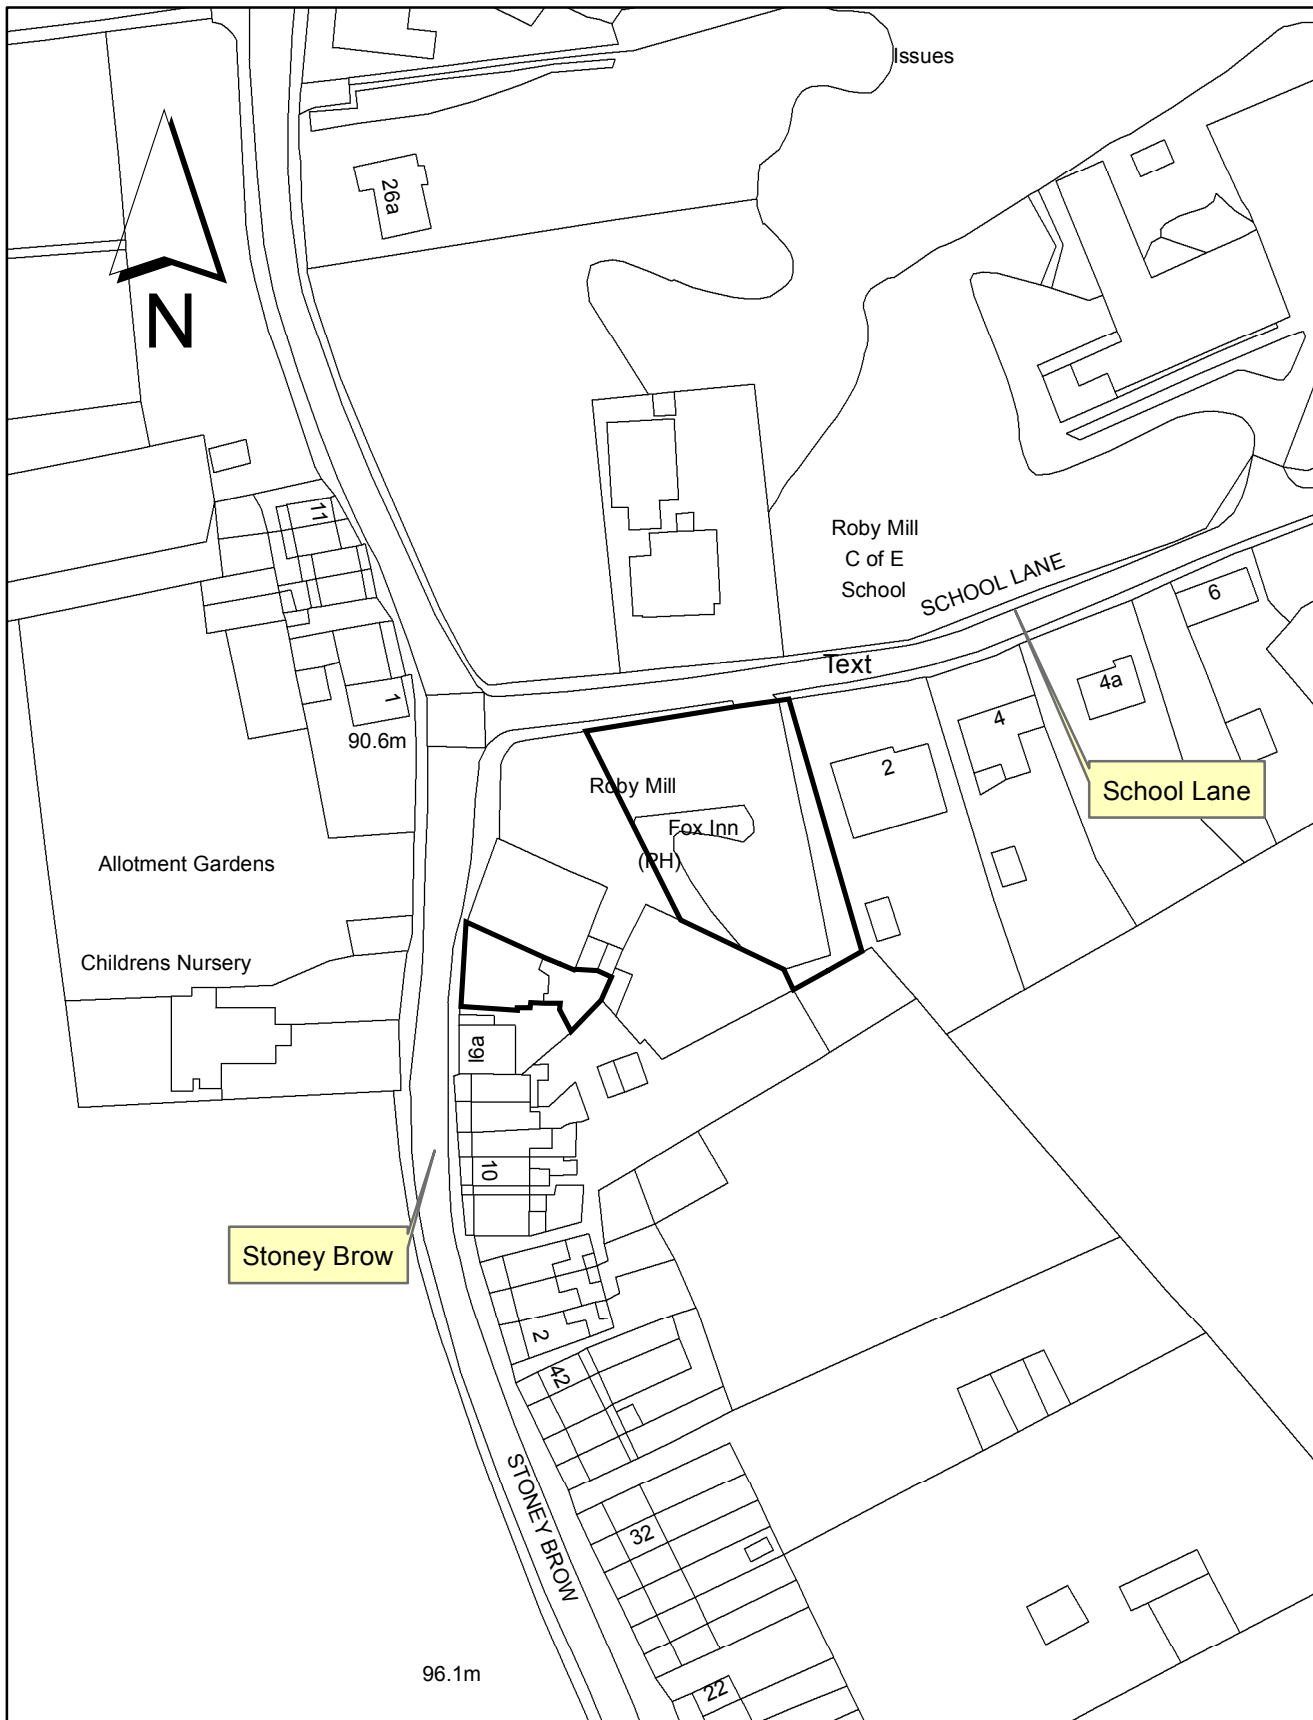 Issues
26a
N
11
Roby Mill
C of E
School
SCHOOL LANE
6
Text
4a
1
4
90.6m
2
School Lane
Roby Mill
Fox Inn
(PH)
Allotment Gardens
Childrens Nursery
16a
10
Stoney Brow
2
42
STONEY BROW
32
96.1m
22